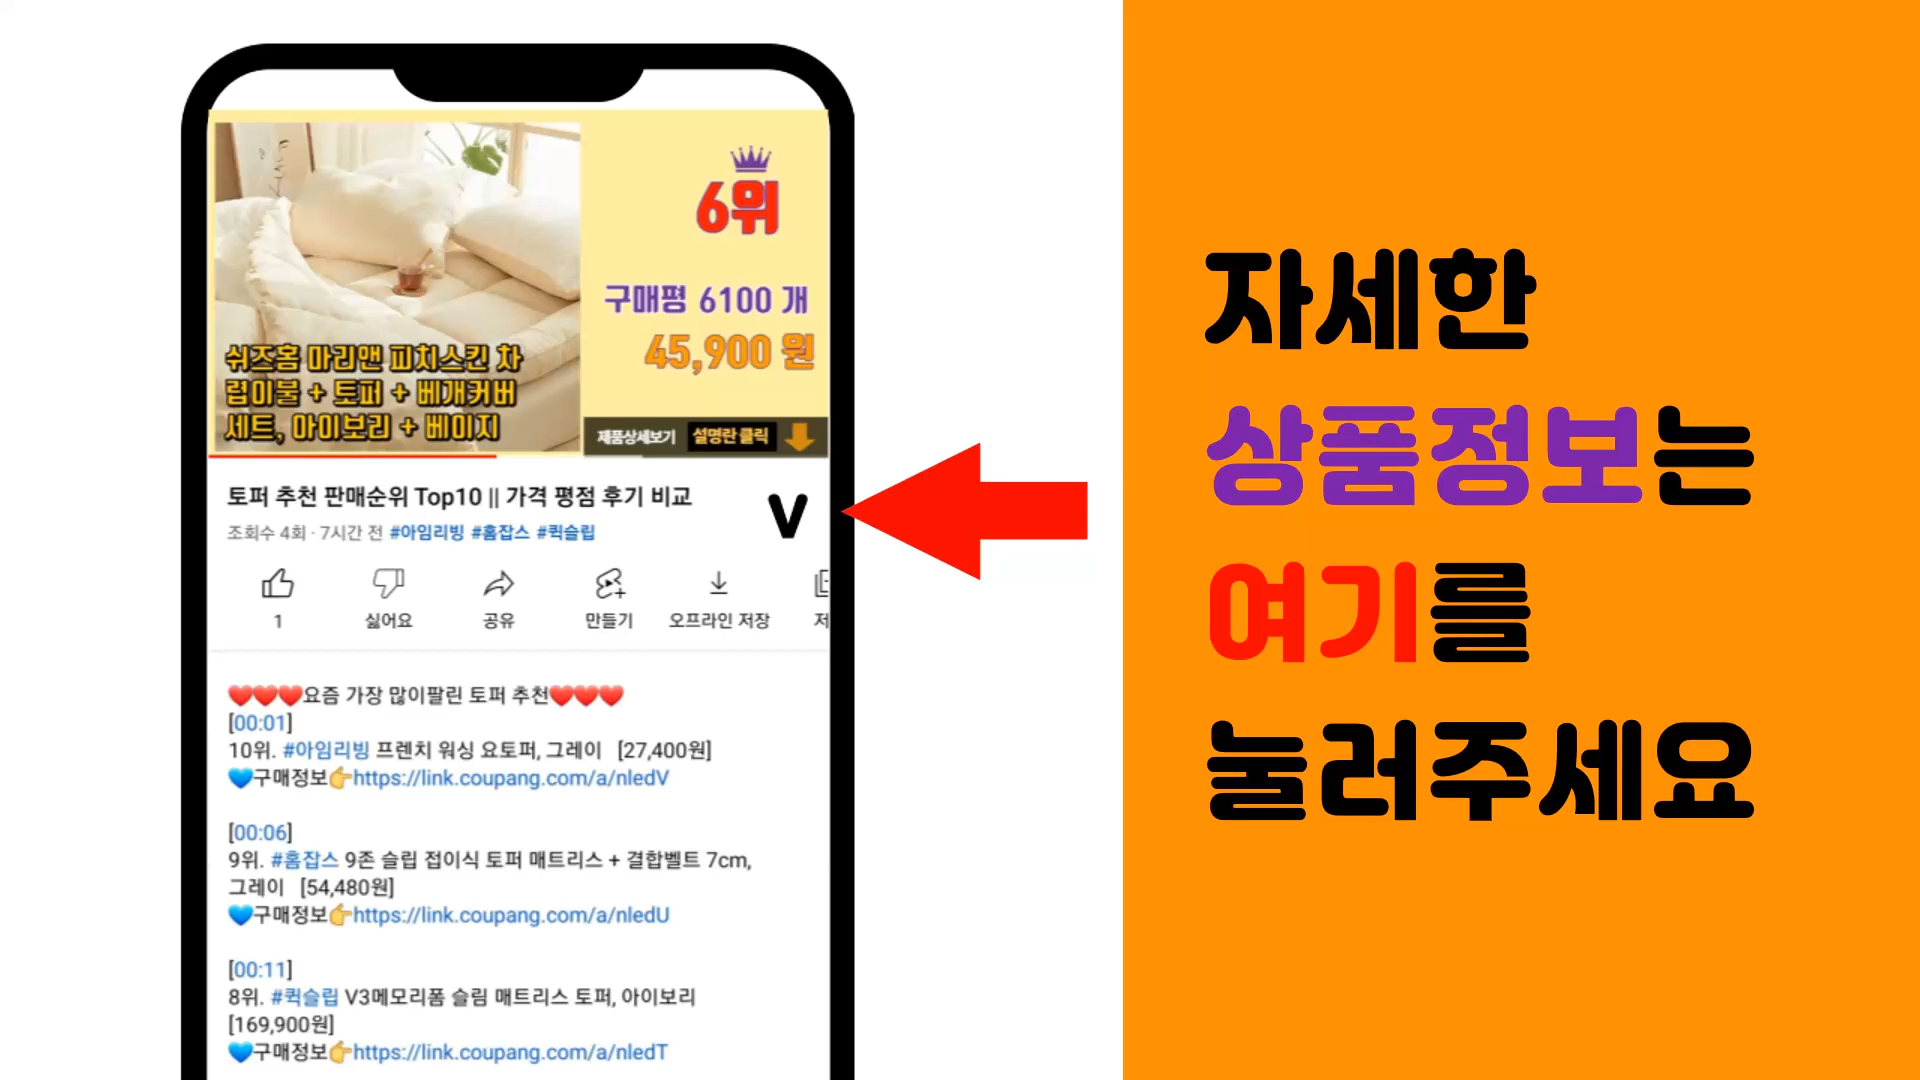 6위
구매평 6100 개
45,900 원
쉬즈홈 마리앤 피치스킨 차
렵이불 + 토퍼 + 베개커버
세트, 아이보리 + 베이지
제품상세보기 설명란 클릭
토퍼 추천 판매순위 Top10 || 가격 평점 후기 비교
V
조회수 4회 · 7시간 전 #아임리빙 #홈잡스 #퀵슬립
1 싫어요 공유 만들기 오프라인 저장 저
❤❤❤요즘 가장 많이팔린 토퍼 추천❤❤❤
[00:01]
10위. #아임리빙 프렌치 워싱 요토퍼, 그레이 [27,400원]
💙구매정보👉https://link.coupang.com/a/nledV
[00:06]
9위. #홈잡스 9존 슬립 접이식 토퍼 매트리스 + 결합벨트 7cm,
그레이 [54,480원]
💙구매정보👉https://link.coupang.com/a/nledU
[00:11]
8위. #퀵슬립 V3메모리폼 슬림 매트리스 토퍼, 아이보리
[169,900원]
💙구매정보👉https://link.coupang.com/a/nledT
자세한
상품정보는
여기를
눌러주세요